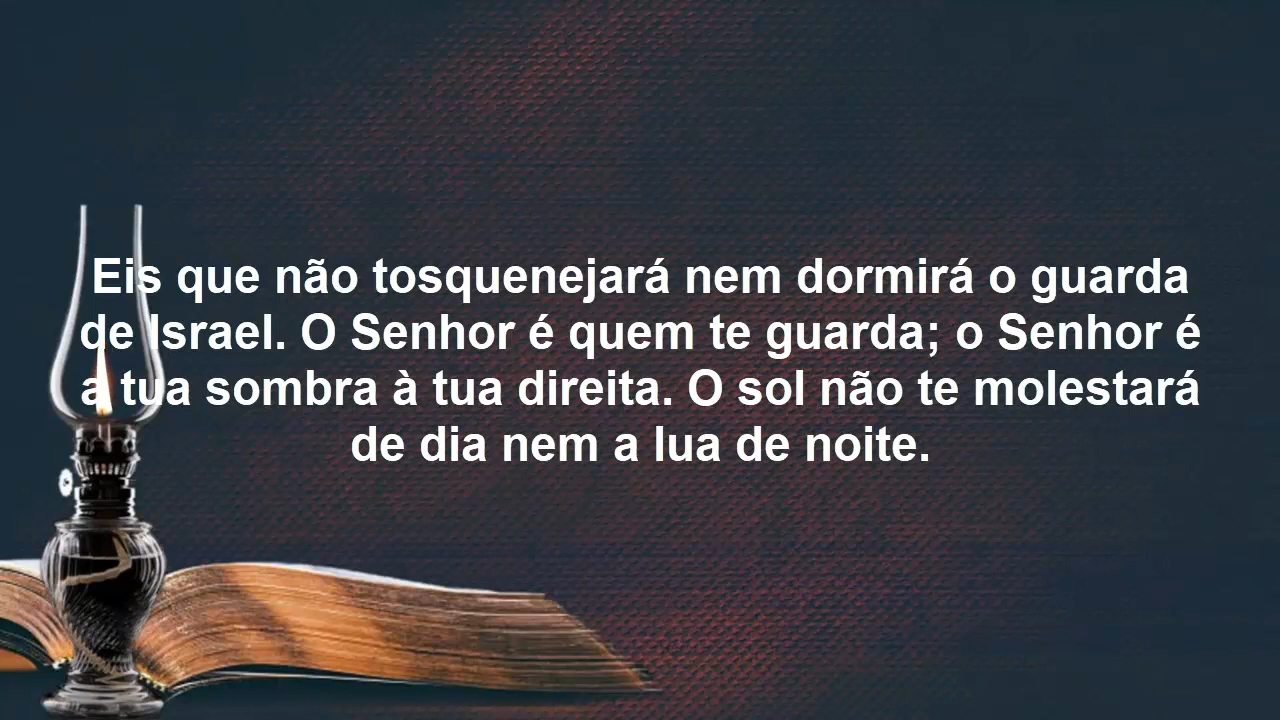 Eis que não tosquenejará nem dormirá o guarda
de Israel. O Senhor é quem te guarda; o Senhor é
a tua sombra à tua direita. O sol não te molestará
de dia nem a lua de noite.